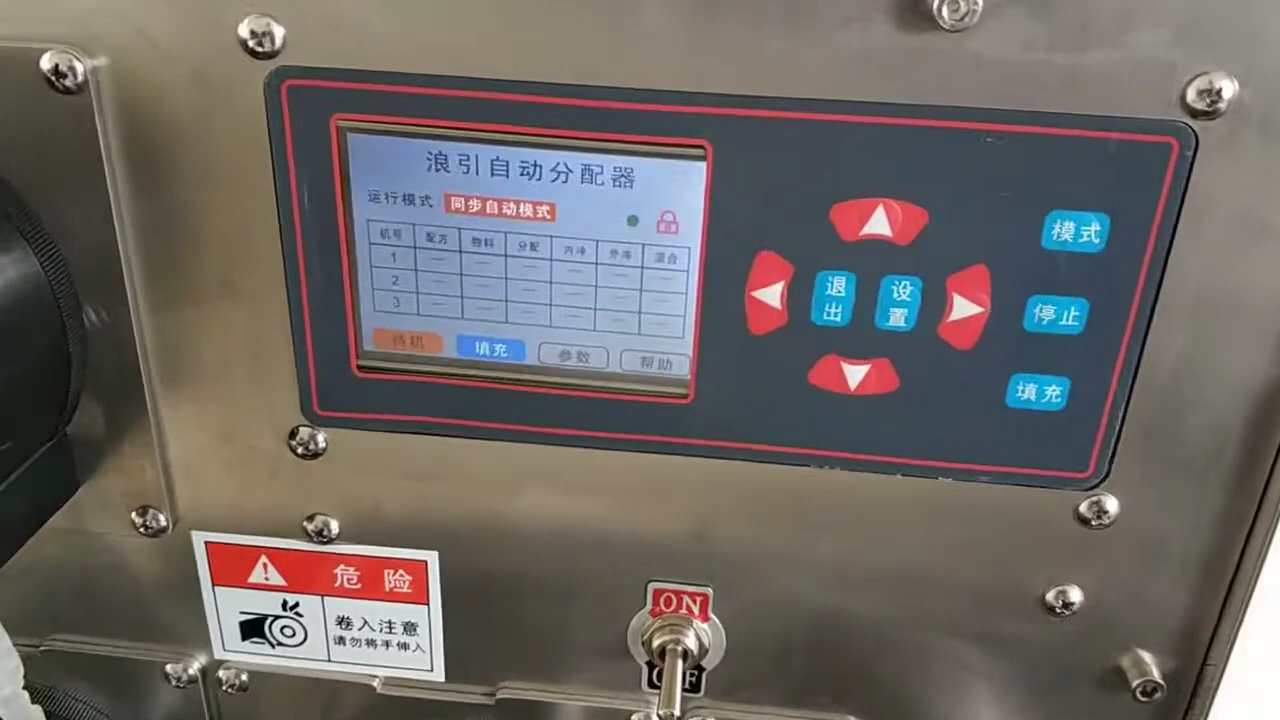 浪引自动分配器
运行模式 同步自动模式
机号 配方 物料 分配 内冷 外冷 混合
1
2
3
待机 填充 参数 帮助
模式
退出
设置
停止
填充
危险
卷入注意
请勿将手伸入
ON
OFF